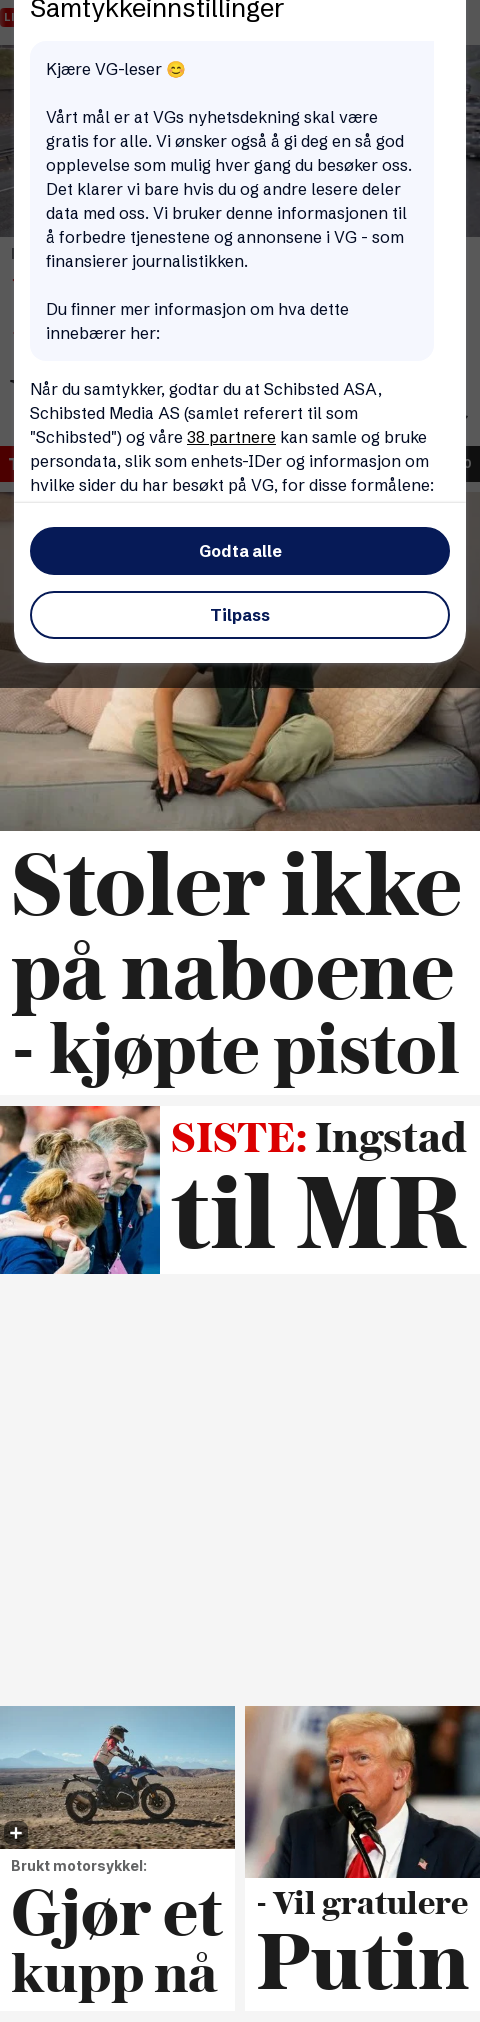 Samtykkeinnstillinger
Kjære VG-leser 😊
Vårt mål er at VGs nyhetsdekning skal være
gratis for alle. Vi ønsker også å gi deg en så god
opplevelse som mulig hver gang du besøker oss.
Det klarer vi bare hvis du og andre lesere deler
data med oss. Vi bruker denne informasjonen til
å forbedre tjenestene og annonsene i VG - som
finansierer journalistikken.
Du finner mer informasjon om hva dette
innebærer her:
Når du samtykker, godtar du at Schibsted ASA,
Schibsted Media AS (samlet referert til som
"Schibsted") og våre 38 partnere kan samle og bruke
persondata, slik som enhets-IDer og informasjon om
hvilke sider du har besøkt på VG, for disse formålene:
Godta alle
Tilpass
Stoler ikke
på naboene
- kjøpte pistol
SISTE: Ingstad
til MR
Brukt motorsykkel:
Gjør et
kupp nå
- Vil gratulere
Putin